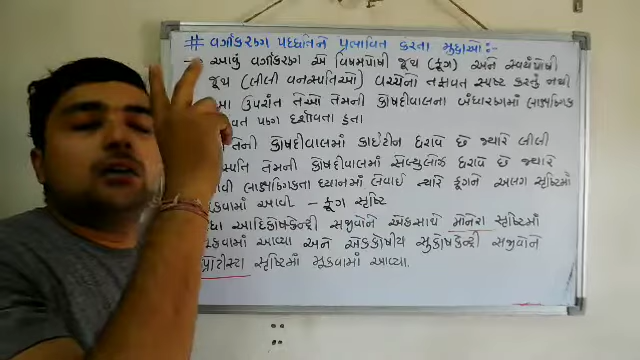 # વર્ગીકરણ પદ્ધતિને પ્રભાવિત કરતા મુદ્દાઓ :-
→ આવું વર્ગીકરણ એ વિષમપોષી જૂથ (ફૂગ) અને સ્વયંપોષી
જૂથ (લીલી વનસ્પતિઓ) વચ્ચેનો તફાવત સ્પષ્ટ કરતું નથી
આ ઉપરાંત તેઓ તેમની કોષદીવાલના બંધારણમાં લાક્ષણિક
વત પણ દર્શાવતા હતા
તેની કોષદીવાલમાં કાઈટીન ધરાવે છે જ્યારે લીલી
સ્પતિ તેમની કોષદીવાલમાં સેલ્યુલોઝ ધરાવે છે જ્યારે
વી લાક્ષણિકતા ધ્યાનમાં લેવાઈ ત્યારે ફૂગને અલગ સૃષ્ટિમાં
કવામાં આવી - ફૂગ સૃષ્ટિ
ધા આદિકોષકેન્દ્રી સજીવોને એકસાથે મોનેરા સૃષ્ટિમાં
કવામાં આવ્યા અને એકકોષીય સુકોષકેન્દ્રી સજીવોને
પ્રોટિસ્ટા સૃષ્ટિમાં મૂકવામાં આવ્યા.